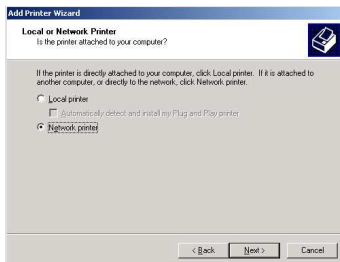 Add Printer Wizard
Local or Network Printer
Is the printer attached to your computer?
If the printer is directly attached to your computer, click Local printer. If it is attached to
another computer, or directly to the network, click Network printer.
Local printer
Automatically detect and install my Plug and Play printer
Network printer
< Back
Next >
Cancel